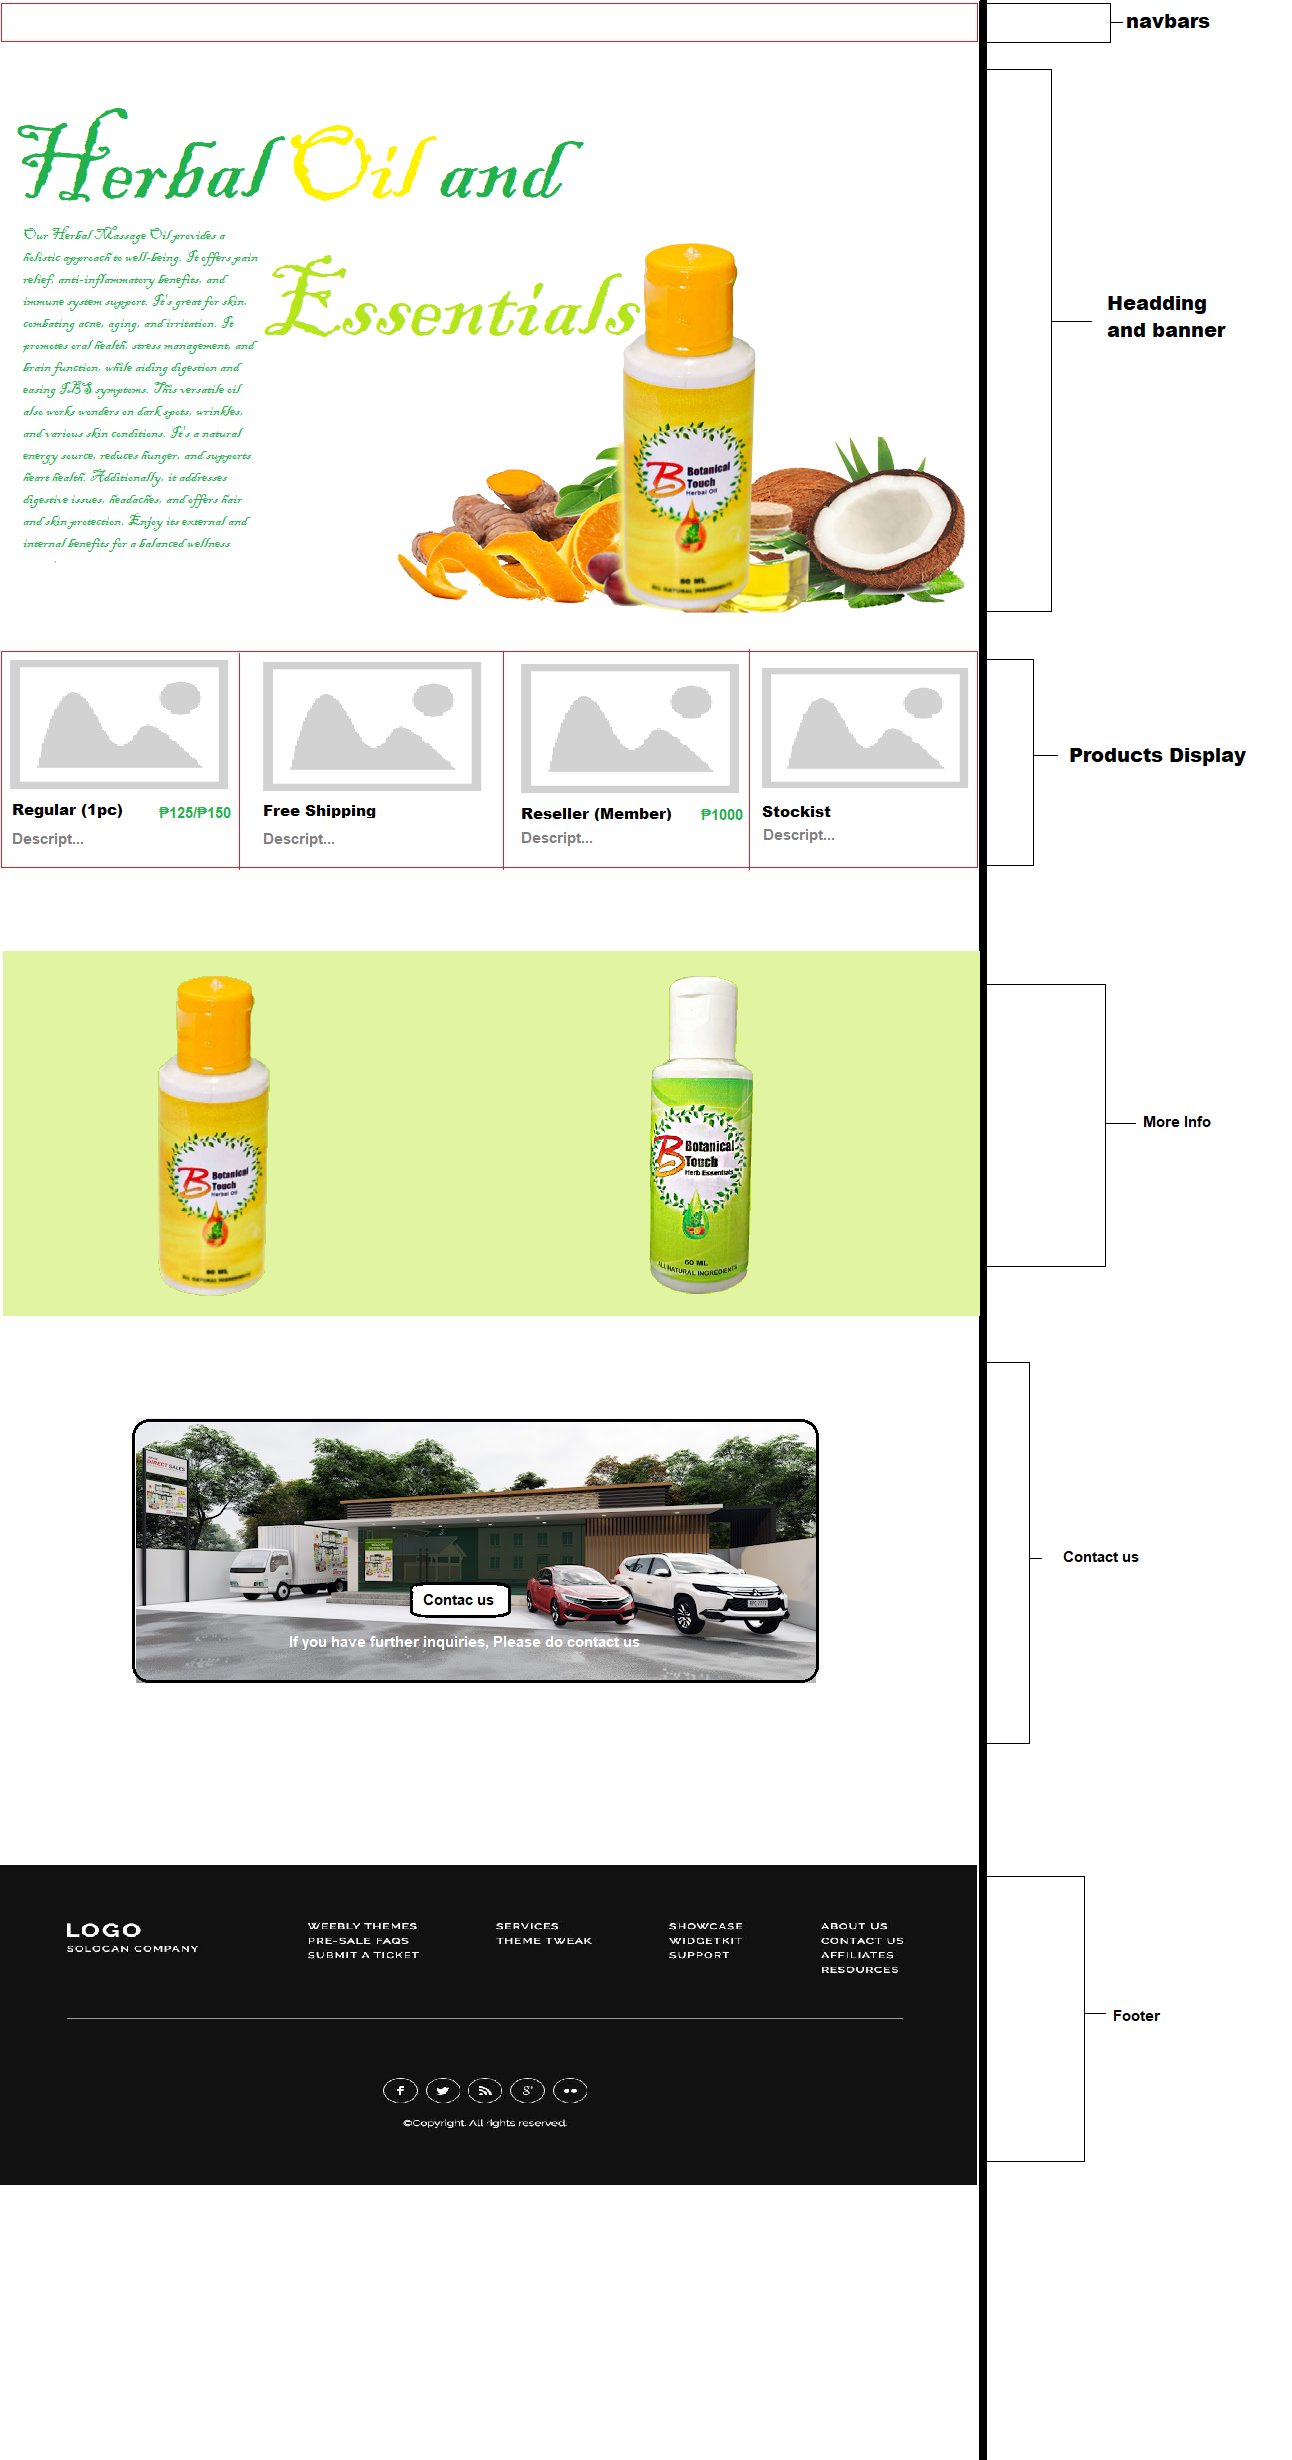 navbars
Herbal Oil and
Essentials
Our Herbal Massage Oil provides a
holistic approach to well-being. It offers pain
relief, anti-inflammatory benefits, and
immune system support. It's great for skin,
combating acne, aging, and irritation. It
promotes oral health, stress management, and
brain function, while aiding digestion and
easing IBS symptoms. This versatile oil
also works wonders on dark spots, wrinkles,
and various skin conditions. It's a natural
energy source, reduces hunger, and supports
heart health. Additionally, it addresses
digestive issues, headaches, and offers hair
and skin protection. Enjoy its external and
internal benefits for a balanced wellness
B Botanical
Touch
Herbal Oil
60 ML
ALL NATURAL INGREDIENTS
Headding
and banner
Regular (1pc) ₱125/₱150
Descript...
Free Shipping
Descript...
Reseller (Member) ₱1000
Descript...
Stockist
Descript...
Products Display
B Botanical
Touch
Herbal Oil
60 ML
ALL NATURAL INGREDIENTS
B Botanical
Touch
Herb Essentials
60 ML
ALL NATURAL INGREDIENTS
More Info
DIRECT SALES
Contac us
If you have further inquiries, Please do contact us
Contact us
LOGO
SOLOCAN COMPANY
WEEBLY THEMES
PRE-SALE FAQS
SUBMIT A TICKET
SERVICES
THEME TWEAK
SHOWCASE
WIDGETKIT
SUPPORT
ABOUT US
CONTACT US
AFFILIATES
RESOURCES
©Copyright. All rights reserved.
Footer